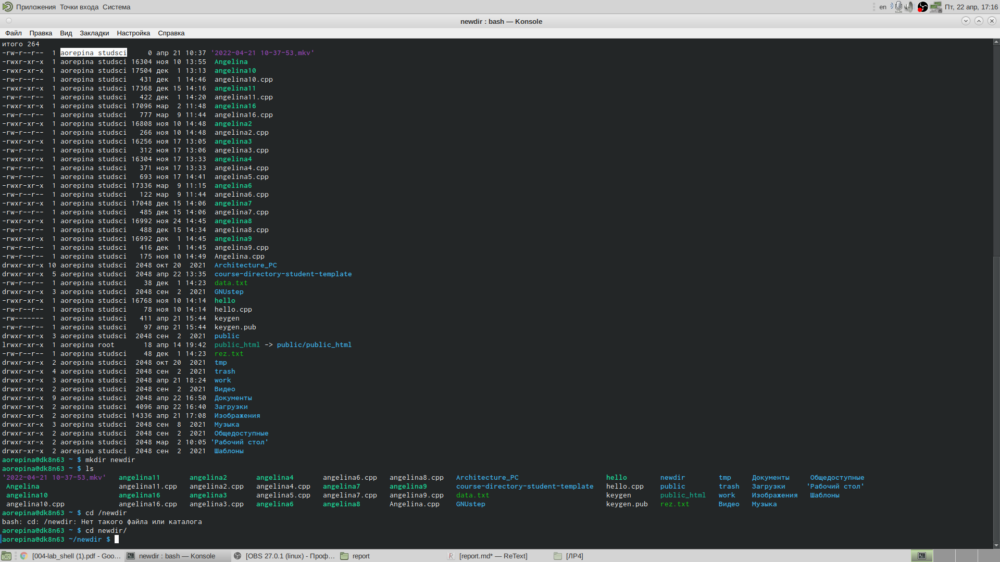 Приложения Точки входа Система
en Пт, 22 апр, 17:16
newdir : bash — Konsole
Файл Правка Вид Закладки Настройка Справка
итого 264
-rw-r--r--  1 aorepina studsci     0 апр 21 10:37 '2022-04-21 10-37-53.mkv'
-rwxr-xr-x  1 aorepina studsci 16304 ноя 10 13:55  Angelina
-rwxr-xr-x  1 aorepina studsci 17504 дек  1 13:13  angelina10
-rw-r--r--  1 aorepina studsci   431 дек  1 14:46  angelina10.cpp
-rwxr-xr-x  1 aorepina studsci 17368 дек 15 14:16  angelina11
-rw-r--r--  1 aorepina studsci   422 дек  1 14:20  angelina11.cpp
-rwxr-xr-x  1 aorepina studsci 17096 мар  2 11:48  angelina16
-rw-r--r--  1 aorepina studsci   777 мар  9 11:44  angelina16.cpp
-rwxr-xr-x  1 aorepina studsci 16808 ноя 10 14:48  angelina2
-rw-r--r--  1 aorepina studsci   266 ноя 10 14:48  angelina2.cpp
-rwxr-xr-x  1 aorepina studsci 16256 ноя 17 13:05  angelina3
-rw-r--r--  1 aorepina studsci   312 ноя 17 13:06  angelina3.cpp
-rwxr-xr-x  1 aorepina studsci 16304 ноя 17 13:33  angelina4
-rw-r--r--  1 aorepina studsci   371 ноя 17 13:33  angelina4.cpp
-rw-r--r--  1 aorepina studsci   693 ноя 17 14:41  angelina5.cpp
-rwxr-xr-x  1 aorepina studsci 17336 мар  9 11:15  angelina6
-rw-r--r--  1 aorepina studsci   122 мар  9 11:44  angelina6.cpp
-rwxr-xr-x  1 aorepina studsci 17048 дек 15 14:06  angelina7
-rw-r--r--  1 aorepina studsci   485 дек 15 14:06  angelina7.cpp
-rwxr-xr-x  1 aorepina studsci 16992 ноя 24 14:45  angelina8
-rw-r--r--  1 aorepina studsci   488 дек 15 14:34  angelina8.cpp
-rwxr-xr-x  1 aorepina studsci 16992 дек  1 14:45  angelina9
-rw-r--r--  1 aorepina studsci   416 дек  1 14:45  angelina9.cpp
-rw-r--r--  1 aorepina studsci   175 ноя 10 14:49  Angelina.cpp
drwxr-xr-x 10 aorepina studsci  2048 окт 20  2021  Architecture_PC
drwxr-xr-x  5 aorepina studsci  2048 апр 22 13:35  course-directory-student-template
-rw-r--r--  1 aorepina studsci    38 дек  1 14:23  data.txt
drwxr-xr-x  3 aorepina studsci  2048 сен  2  2021  GNUstep
-rwxr-xr-x  1 aorepina studsci 16768 ноя 10 14:14  hello
-rw-r--r--  1 aorepina studsci    78 ноя 10 14:14  hello.cpp
-rw-------  1 aorepina studsci   411 апр 21 15:44  keygen
-rw-r--r--  1 aorepina studsci    97 апр 21 15:44  keygen.pub
drwxr-xr-x  3 aorepina studsci  2048 сен  2  2021  public
lrwxr-xr-x  1 aorepina root       18 апр 14 19:42  public_html -> public/public_html
-rw-r--r--  1 aorepina studsci    48 дек  1 14:23  rez.txt
drwxr-xr-x  2 aorepina studsci  2048 окт 20  2021  tmp
drwxr-xr-x  4 aorepina studsci  2048 сен  2  2021  trash
drwxr-xr-x  3 aorepina studsci  2048 апр 21 18:24  work
drwxr-xr-x  2 aorepina studsci  2048 сен  2  2021  Видео
drwxr-xr-x  9 aorepina studsci  2048 апр 22 16:50  Документы
drwxr-xr-x  2 aorepina studsci  4096 апр 22 16:40  Загрузки
drwxr-xr-x  2 aorepina studsci 14336 апр 21 17:08  Изображения
drwxr-xr-x  3 aorepina studsci  2048 сен  8  2021  Музыка
drwxr-xr-x  2 aorepina studsci  2048 сен  2  2021  Общедоступные
drwxr-xr-x  2 aorepina studsci  2048 мар  2 10:05 'Рабочий стол'
drwxr-xr-x  2 aorepina studsci  2048 сен  2  2021  Шаблоны
aorepina@dk8n63 ~ $ mkdir newdir
aorepina@dk8n63 ~ $ ls
'2022-04-21 10-37-53.mkv' angelina11 angelina2 angelina4 angelina6.cpp angelina8.cpp Architecture_PC hello newdir tmp Документы Общедоступные
Angelina angelina11.cpp angelina2.cpp angelina4.cpp angelina7 angelina9 course-directory-student-template hello.cpp public trash Загрузки 'Рабочий стол'
angelina10 angelina16 angelina3 angelina5.cpp angelina7.cpp angelina9.cpp data.txt keygen public_html work Изображения Шаблоны
angelina10.cpp angelina16.cpp angelina3.cpp angelina6 angelina8 Angelina.cpp GNUstep keygen.pub rez.txt Видео Музыка
aorepina@dk8n63 ~ $ cd /newdir
bash: cd: /newdir: Нет такого файла или каталога
aorepina@dk8n63 ~ $ cd newdir/
aorepina@dk8n63 ~/newdir $
[004-lab_shell (1).pdf - Goo... newdir : bash — Konsole [OBS 27.0.1 (linux) - Проф... report [report.md* — ReText] [ЛР4]